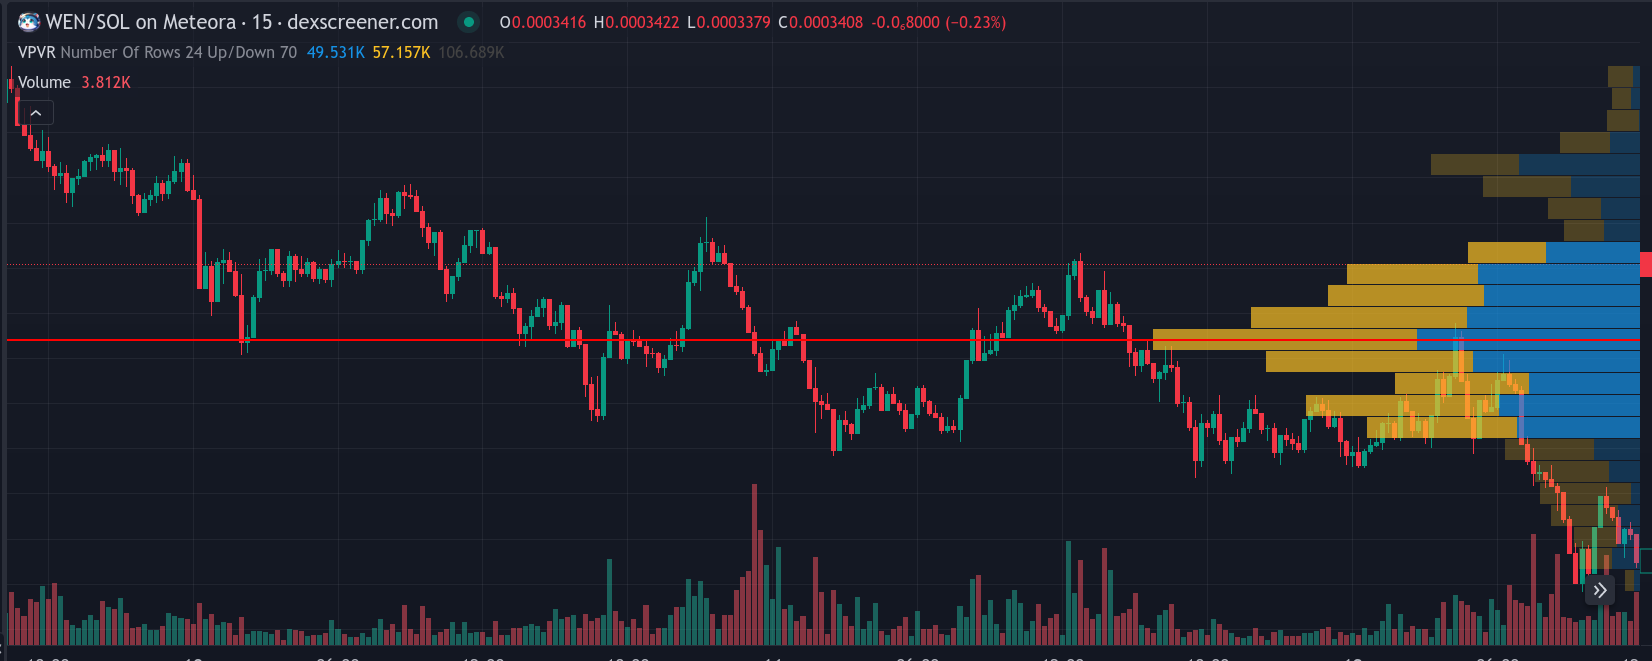 WEN/SOL on Meteora · 15 · dexscreener.com O0.0003416 H0.0003422 L0.0003379 C0.0003408 -0.0₆8000 (−0.23%)
VPVR Number Of Rows 24 Up/Down 70 49.531K 57.157K 106.689K
Volume 3.812K